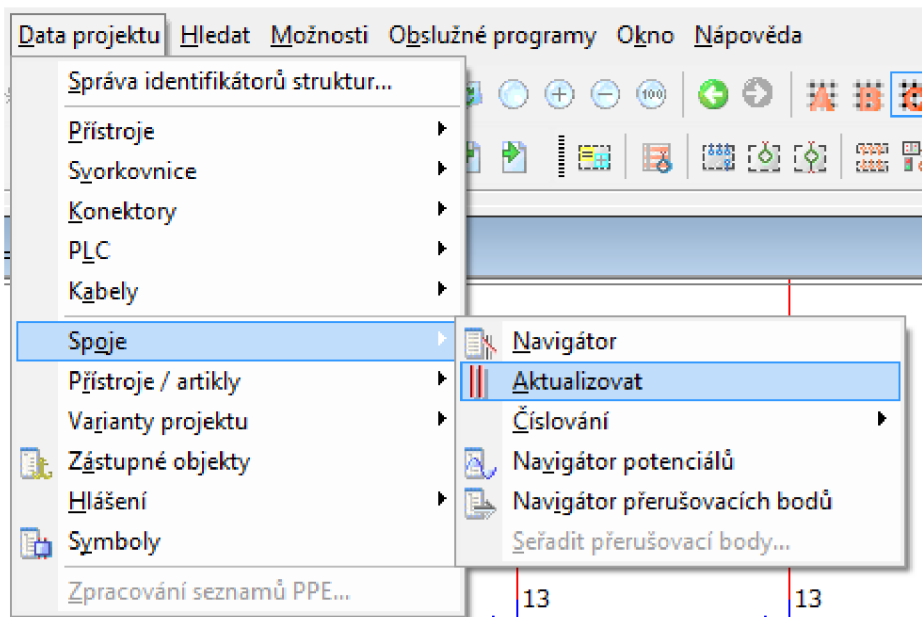 Data projektu Hledat Možnosti Obslužné programy Okno Nápověda
Správa identifikátorů struktur...
100
A B C
Přístroje
Svorkovnice
Konektory
PLC
Kabely
Spoje
Přístroje / artikly
Varianty projektu
Zástupné objekty
Hlášení
Symboly
Zpracování seznamů PPE...
Navigátor
Aktualizovat
Číslování
Navigátor potenciálů
Navigátor přerušovacích bodů
Seřadit přerušovací body...
13 13